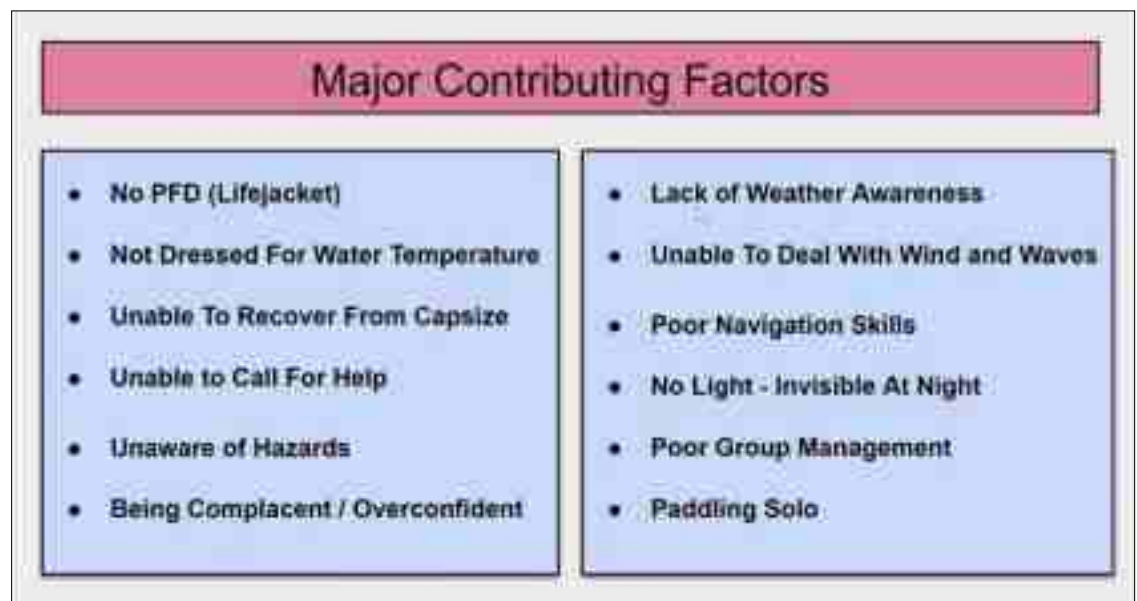 Major Contributing Factors
• No PFD (Lifejacket)
• Not Dressed For Water Temperature
• Unable To Recover From Capsize
• Unable to Call For Help
• Unaware of Hazards
• Being Complacent / Overconfident
• Lack of Weather Awareness
• Unable To Deal With Wind and Waves
• Poor Navigation Skills
• No Light - Invisible At Night
• Poor Group Management
• Paddling Solo